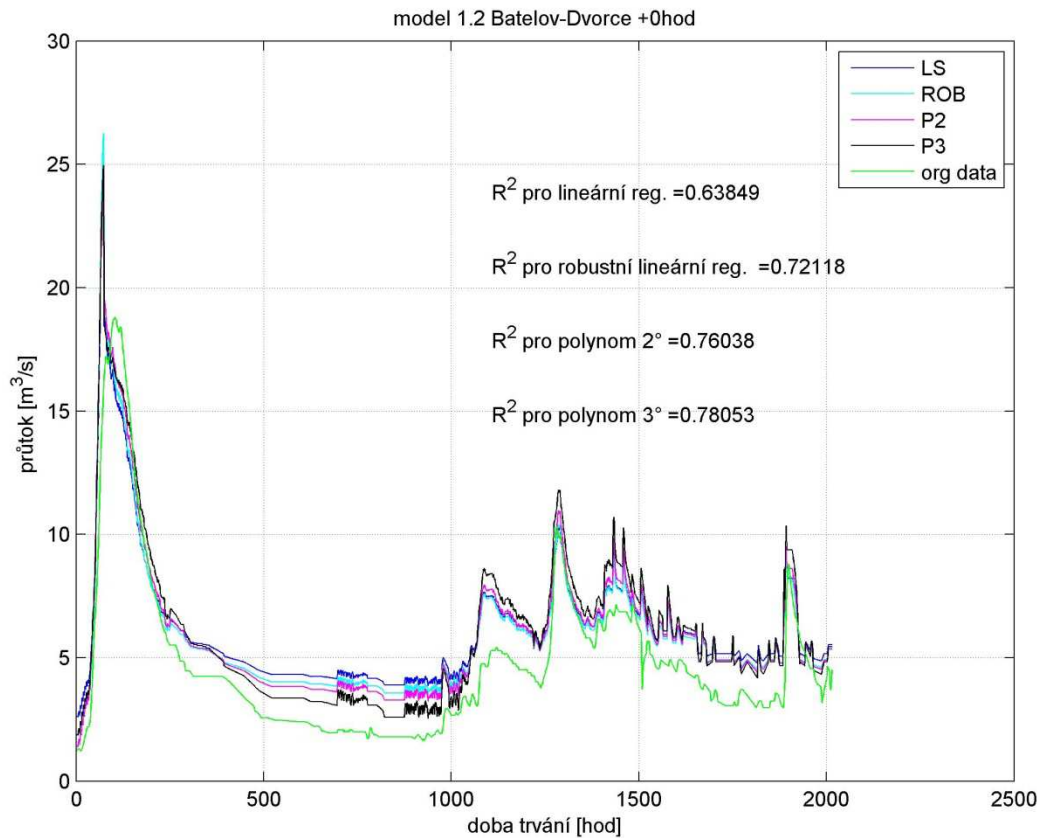 model 1.2 Batelov-Dvorce +0hod
30
25
20
15
10
5
0
průtok [m³/s]
LS
ROB
P2
P3
org data
R² pro lineární reg. =0.63849
R² pro robustní lineární reg.  =0.72118
R² pro polynom 2° =0.76038
R² pro polynom 3° =0.78053
0 500 1000 1500 2000 2500
doba trvání [hod]